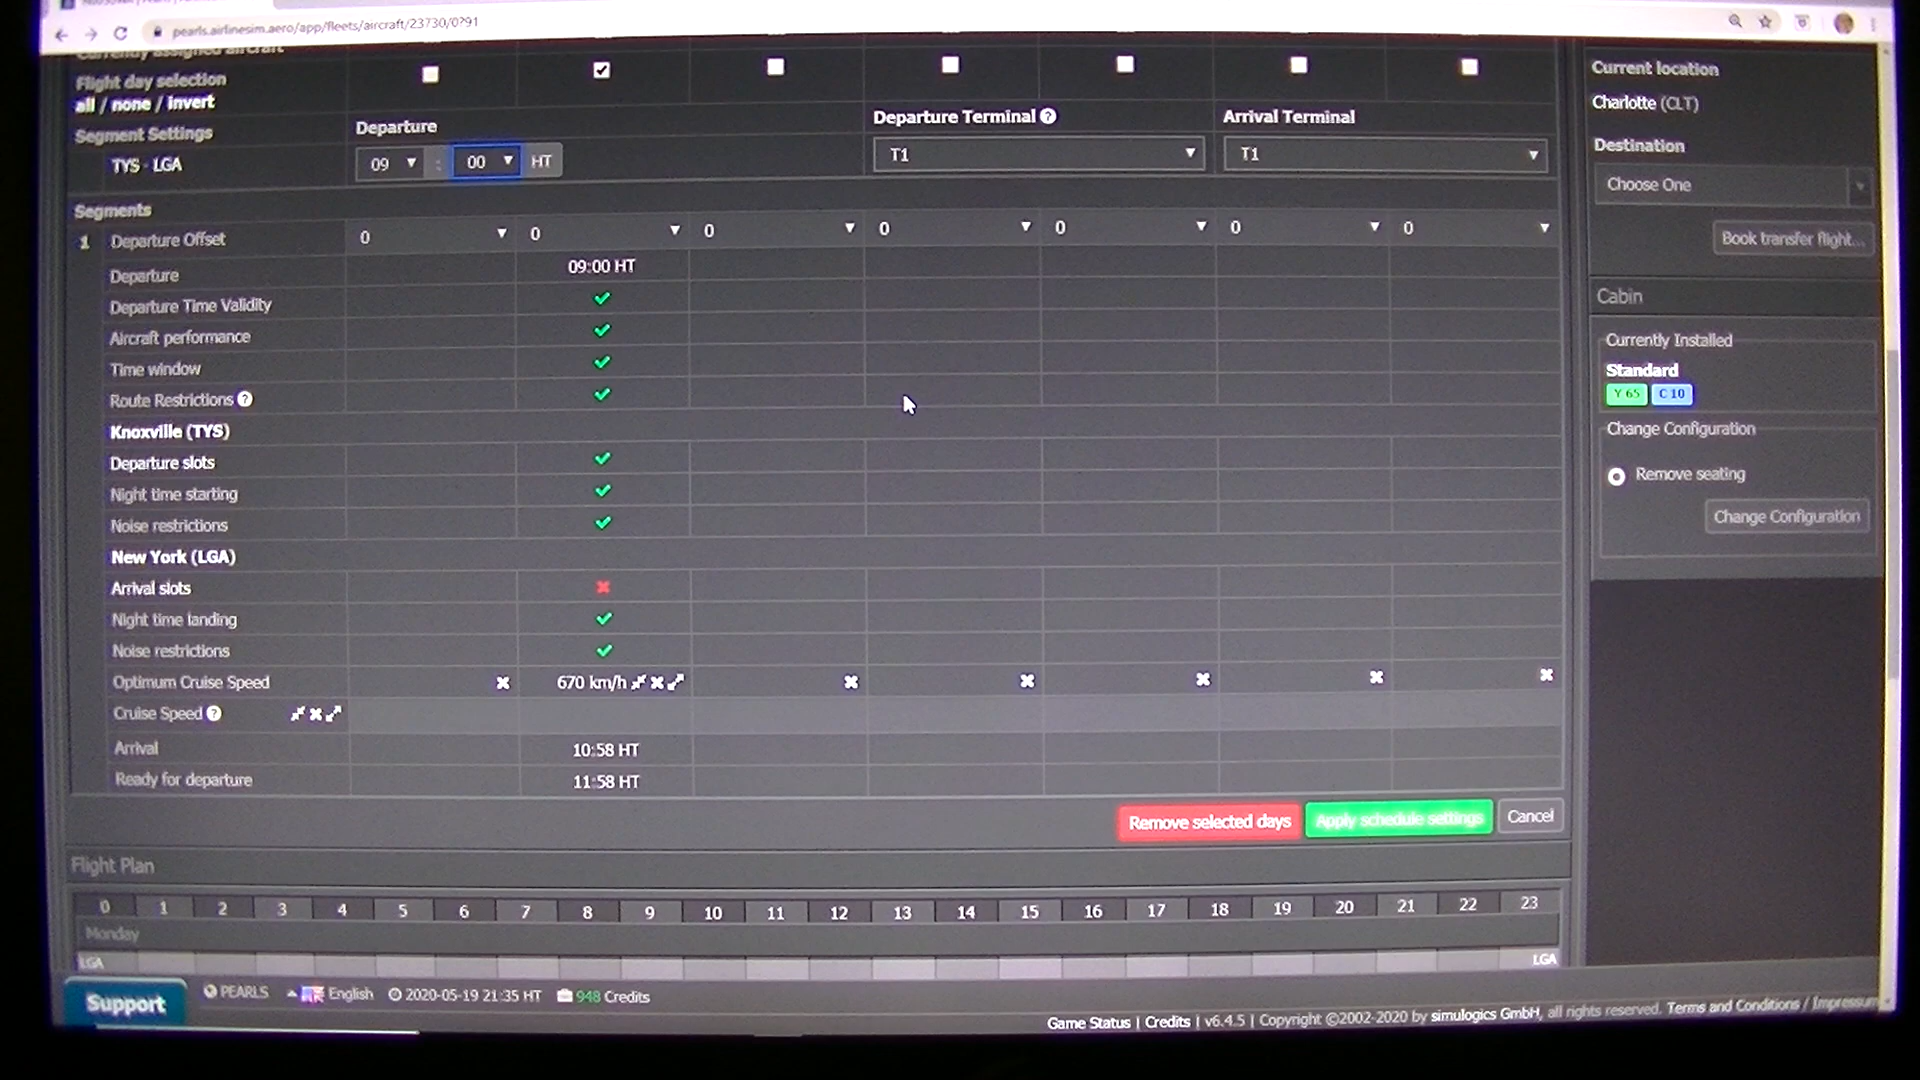 pearls.airlinesim.aero/app/fleets/aircraft/23730/0?91
Currently assigned aircraft
Flight day selection
all / none / invert
Segment Settings
Departure
Departure Terminal ?
Arrival Terminal
TYS - LGA
09 : 00 HT
T1
T1
Segments
1 Departure Offset 0 0 0 0 0 0 0
Departure 09:00 HT
Departure Time Validity
Aircraft performance
Time window
Route Restrictions ?
Knoxville (TYS)
Departure slots
Night time starting
Noise restrictions
New York (LGA)
Arrival slots
Night time landing
Noise restrictions
Optimum Cruise Speed 670 km/h
Cruise Speed ?
Arrival 10:58 HT
Ready for departure 11:58 HT
Remove selected days Apply schedule settings Cancel
Flight Plan
0 1 2 3 4 5 6 7 8 9 10 11 12 13 14 15 16 17 18 19 20 21 22 23
Monday
LGA LGA
Current location
Charlotte (CLT)
Destination
Choose One
Book transfer flight...
Cabin
Currently Installed
Standard
Y 65 C 10
Change Configuration
Remove seating
Change Configuration
Support
PEARLS English 2020-05-19 21:35 HT 948 Credits
Game Status | Credits | v6.4.5 | Copyright ©2002-2020 by simulogics GmbH, all rights reserved. Terms and Conditions / Impressum